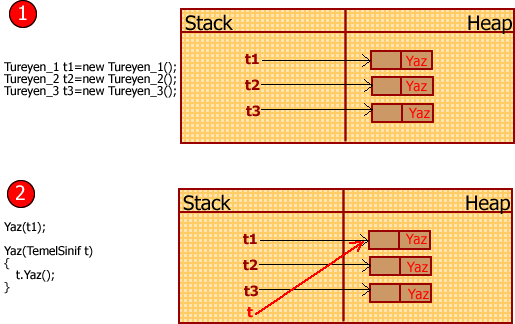 1
Stack Heap
Tureyen_1 t1=new Tureyen_1();
Tureyen_2 t2=new Tureyen_2();
Tureyen_3 t3=new Tureyen_3();
t1 Yaz
t2 Yaz
t3 Yaz
2
Stack Heap
Yaz(t1);
Yaz(TemelSinif t)
{
t.Yaz();
}
t1 Yaz
t2 Yaz
t3 Yaz
t